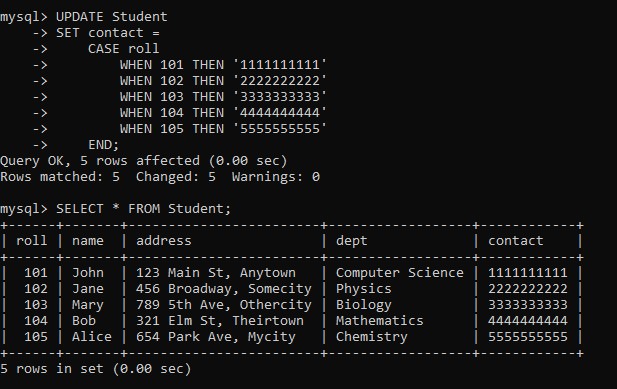 mysql> UPDATE Student
    -> SET contact =
    ->     CASE roll
    ->         WHEN 101 THEN '1111111111'
    ->         WHEN 102 THEN '2222222222'
    ->         WHEN 103 THEN '3333333333'
    ->         WHEN 104 THEN '4444444444'
    ->         WHEN 105 THEN '5555555555'
    ->     END;
Query OK, 5 rows affected (0.00 sec)
Rows matched: 5  Changed: 5  Warnings: 0

mysql> SELECT * FROM Student;
+------+-------+------------------------+------------------+------------+
| roll | name  | address                | dept             | contact    |
+------+-------+------------------------+------------------+------------+
|  101 | John  | 123 Main St, Anytown   | Computer Science | 1111111111 |
|  102 | Jane  | 456 Broadway, Somecity | Physics          | 2222222222 |
|  103 | Mary  | 789 5th Ave, Othercity | Biology          | 3333333333 |
|  104 | Bob   | 321 Elm St, Theirtown  | Mathematics      | 4444444444 |
|  105 | Alice | 654 Park Ave, Mycity   | Chemistry        | 5555555555 |
+------+-------+------------------------+------------------+------------+
5 rows in set (0.00 sec)